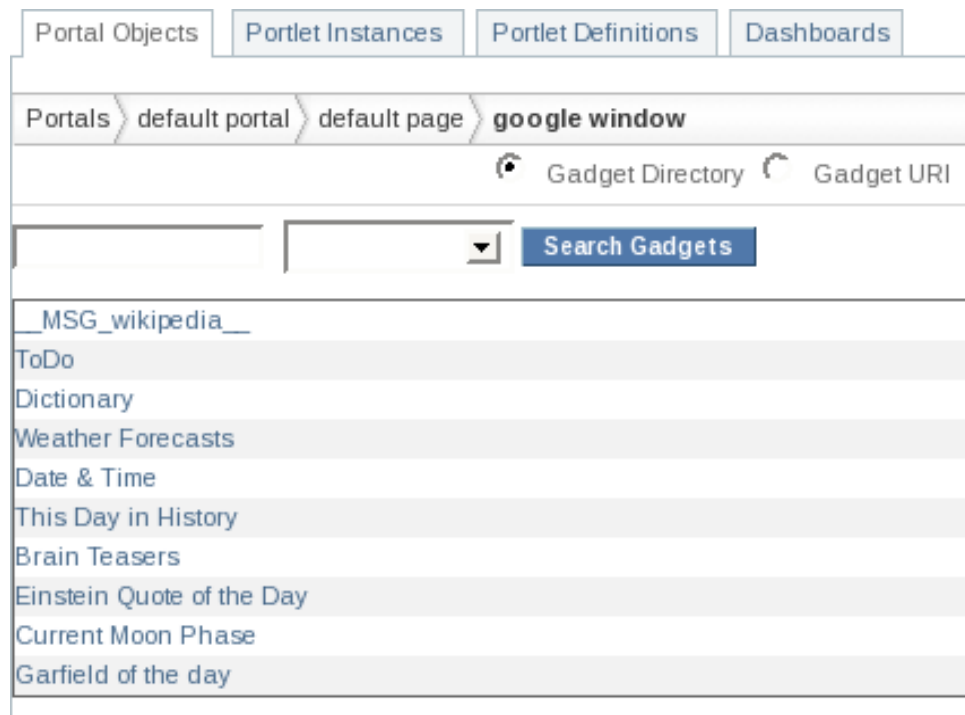 Portal Objects Portlet Instances Portlet Definitions Dashboards
Portals default portal default page google window
Gadget Directory Gadget URI
Search Gadgets
__MSG_wikipedia__
ToDo
Dictionary
Weather Forecasts
Date & Time
This Day in History
Brain Teasers
Einstein Quote of the Day
Current Moon Phase
Garfield of the day